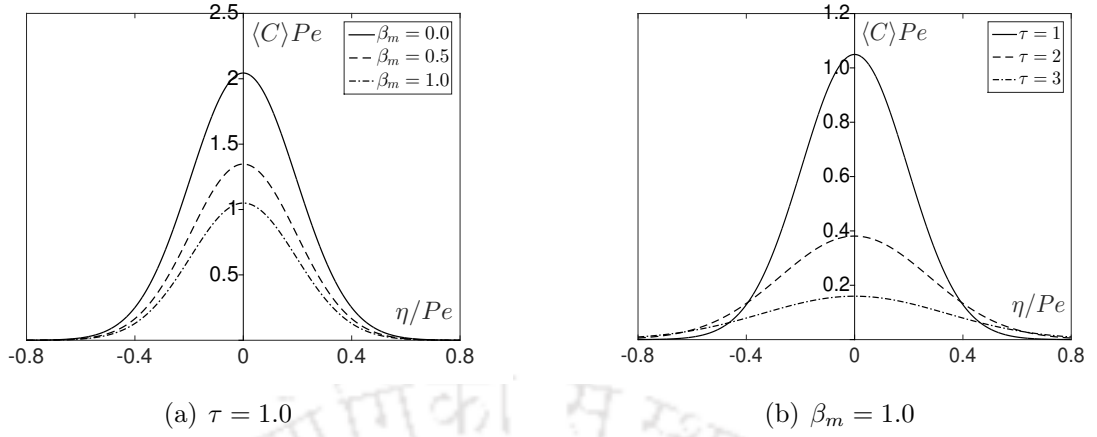 2.5
⟨C⟩Pe
β_m = 0.0
β_m = 0.5
β_m = 1.0
2
1.5
1
0.5
η/Pe
-0.8 -0.4 0 0.4 0.8
(a) τ = 1.0
1.2
⟨C⟩Pe
τ = 1
τ = 2
τ = 3
1.0
0.8
0.6
0.4
0.2
η/Pe
-0.8 -0.4 0 0.4 0.8
(b) β_m = 1.0